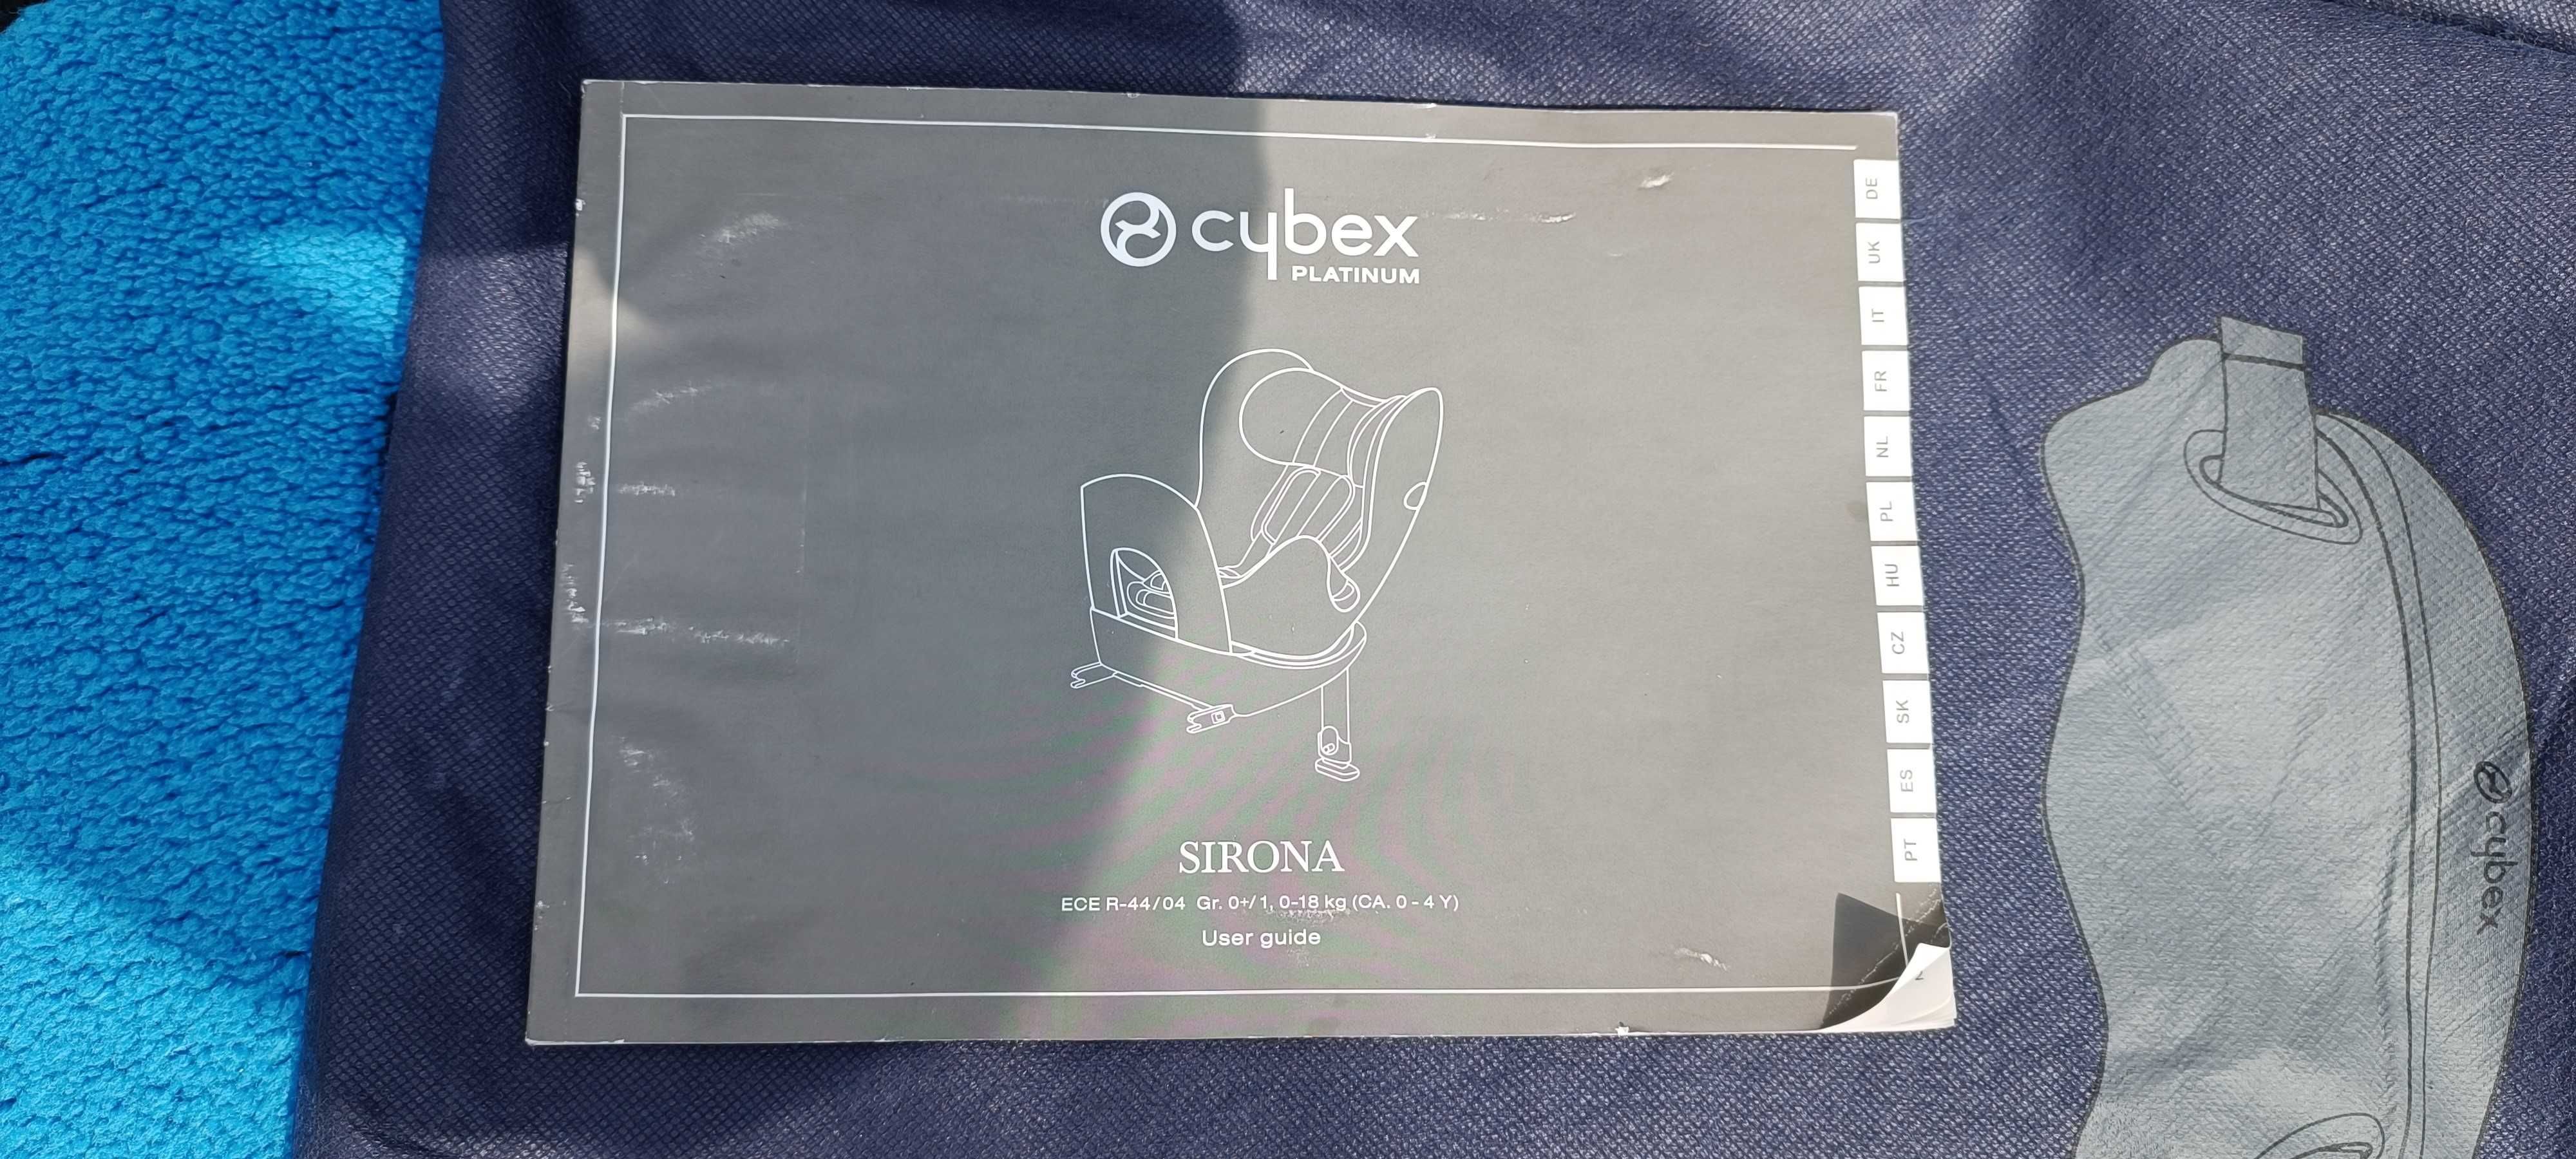 cybex
PLATINUM
SIRONA
ECE R-44/04 Gr. 0+/1, 0-18 kg (CA. 0 - 4 Y)
User guide
DE
UK
IT
FR
NL
PL
HU
CZ
SK
ES
PT
cybex